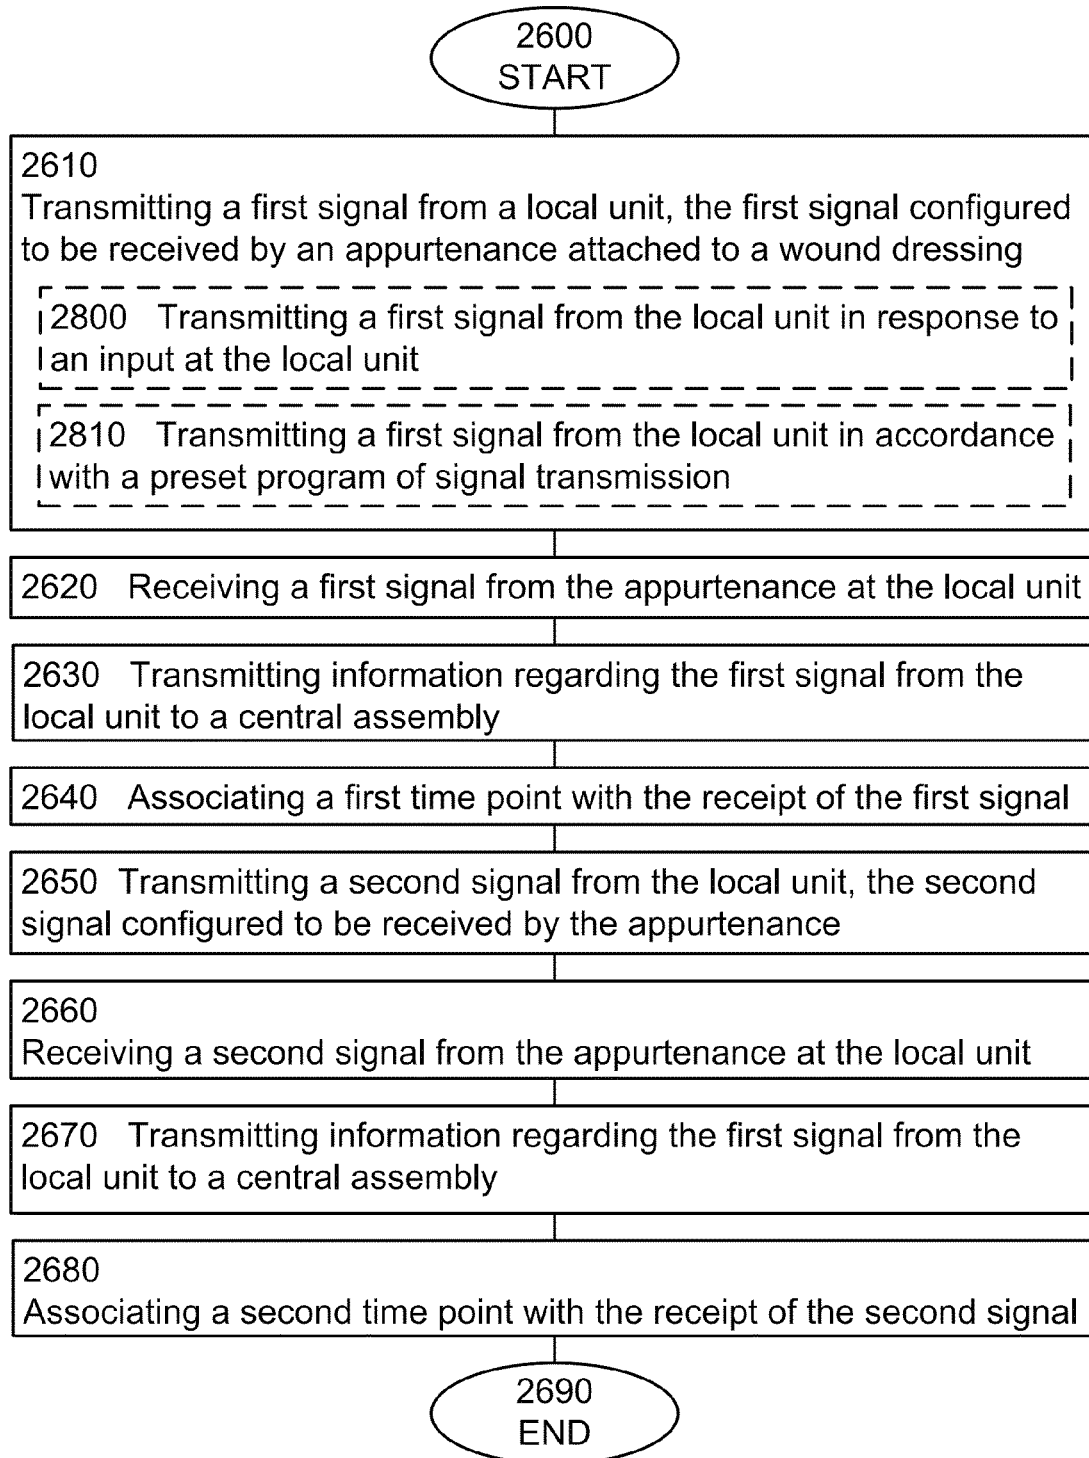 2600
START
2610
Transmitting a first signal from a local unit, the first signal configured
to be received by an appurtenance attached to a wound dressing
2800 Transmitting a first signal from the local unit in response to
an input at the local unit
2810 Transmitting a first signal from the local unit in accordance
with a preset program of signal transmission
2620 Receiving a first signal from the appurtenance at the local unit
2630 Transmitting information regarding the first signal from the
local unit to a central assembly
2640 Associating a first time point with the receipt of the first signal
2650 Transmitting a second signal from the local unit, the second
signal configured to be received by the appurtenance
2660
Receiving a second signal from the appurtenance at the local unit
2670 Transmitting information regarding the first signal from the
local unit to a central assembly
2680
Associating a second time point with the receipt of the second signal
2690
END